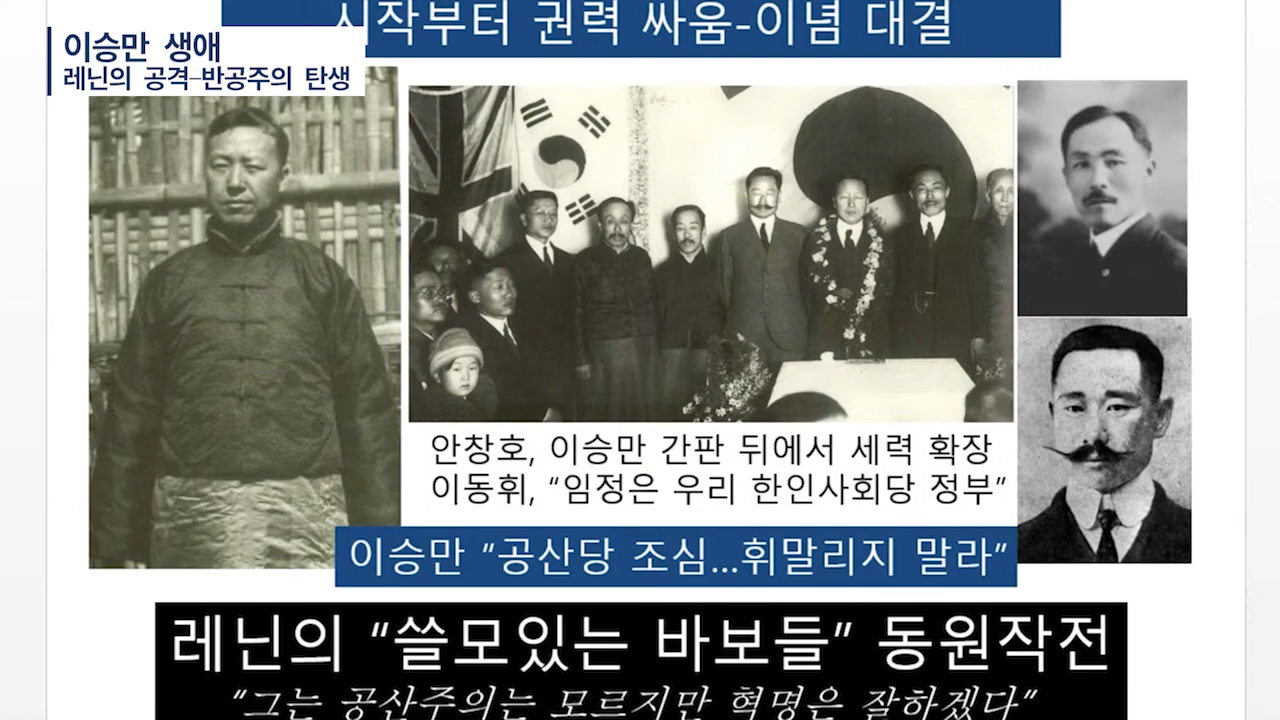 이승만 생애
레닌의 공격-반공주의 탄생
시작부터 권력 싸움-이념 대결
안창호, 이승만 간판 뒤에서 세력 확장
이동휘, “임정은 우리 한인사회당 정부”
이승만 “공산당 조심...휘말리지 말라”
레닌의 “쓸모있는 바보들” 동원작전
“그는 공산주의는 모르지만 혁명은 잘하겠다”